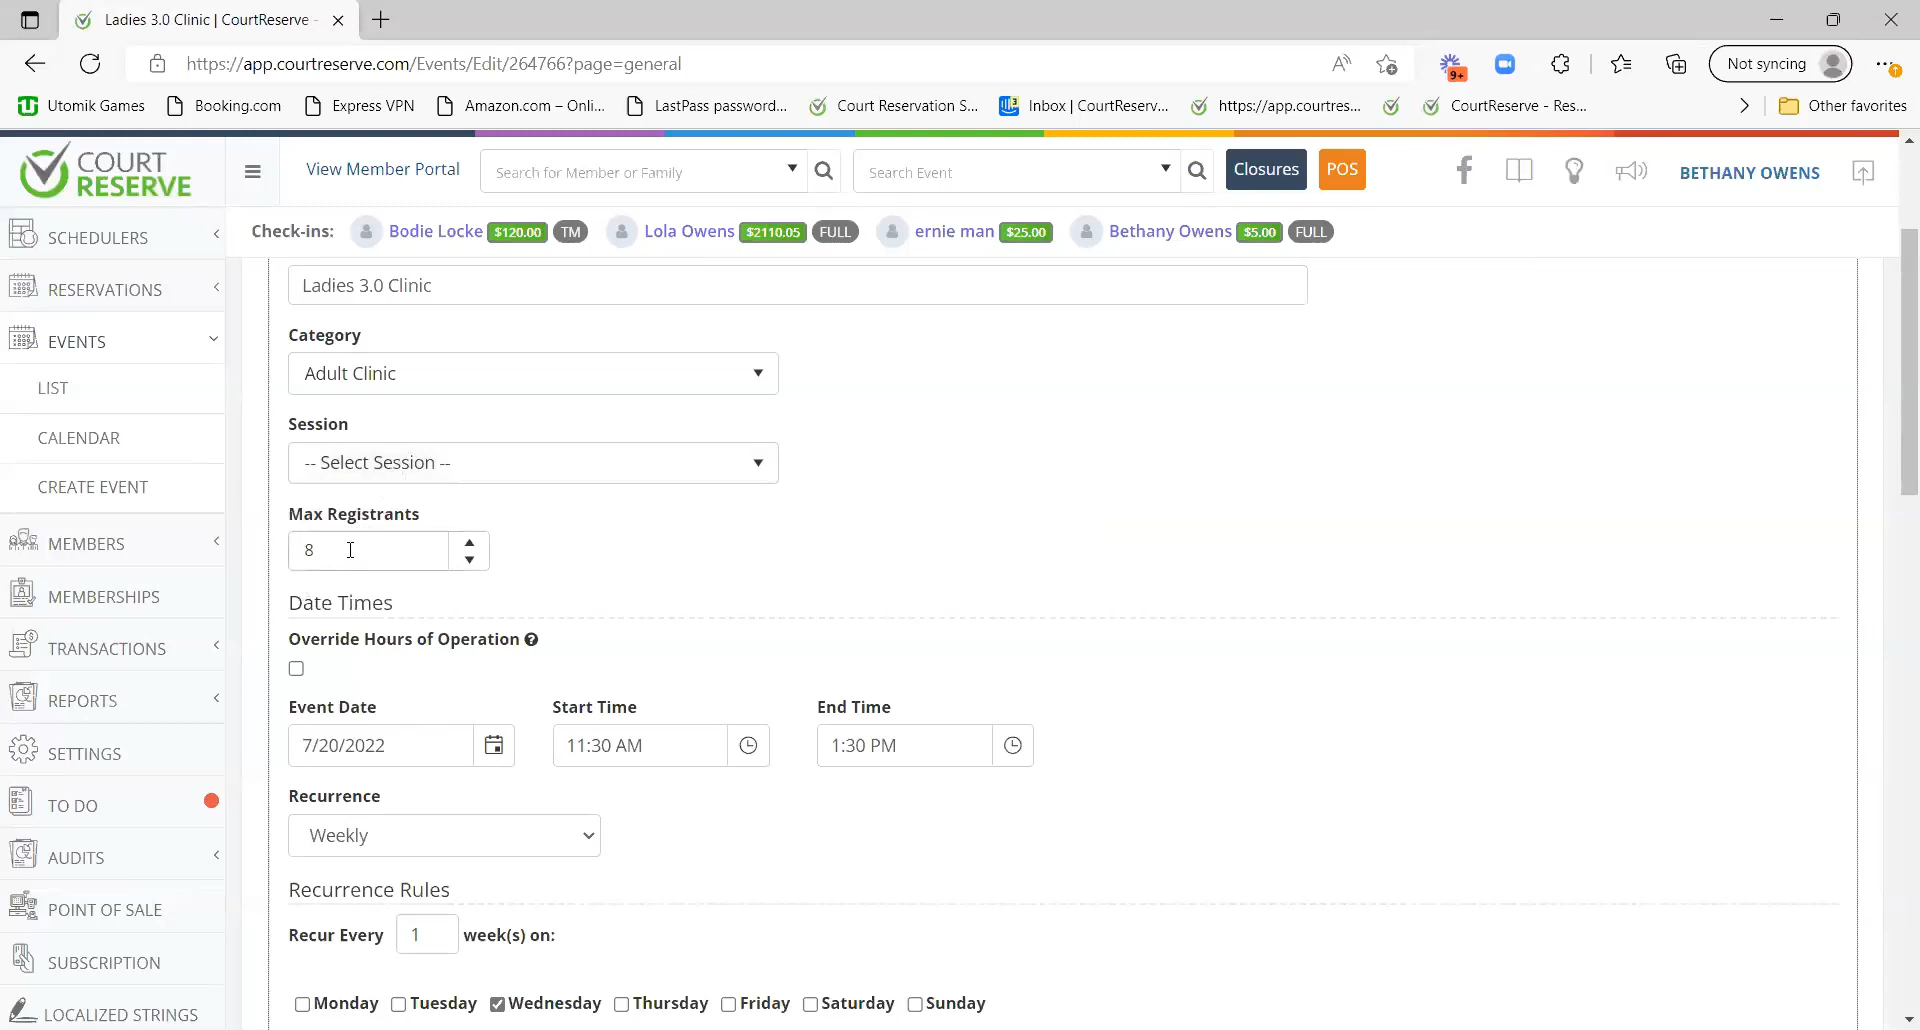 Ladies 3.0 Clinic | CourtReserve -
https://app.courtreserve.com/Events/Edit/264766?page=general
9+
Not syncing
Utomik Games
Booking.com
Express VPN
Amazon.com – Onli...
LastPass password...
Court Reservation S...
3
Inbox | CourtReserv...
https://app.courtres...
CourtReserve - Res...
Other favorites
COURT
RESERVE
View Member Portal
Search for Member or Family
Search Event
Closures
POS
BETHANY OWENS
Check-ins:
Bodie Locke $120.00 TM
Lola Owens $2110.05 FULL
ernie man $25.00
Bethany Owens $5.00 FULL
SCHEDULERS
RESERVATIONS
EVENTS
LIST
CALENDAR
CREATE EVENT
MEMBERS
MEMBERSHIPS
TRANSACTIONS
REPORTS
SETTINGS
TO DO
AUDITS
POINT OF SALE
SUBSCRIPTION
LOCALIZED STRINGS
Ladies 3.0 Clinic
Category
Adult Clinic
Session
-- Select Session --
Max Registrants
8
Date Times
Override Hours of Operation
Event Date
Start Time
End Time
7/20/2022
11:30 AM
1:30 PM
Recurrence
Weekly
Recurrence Rules
Recur Every 1 week(s) on:
Monday Tuesday Wednesday Thursday Friday Saturday Sunday